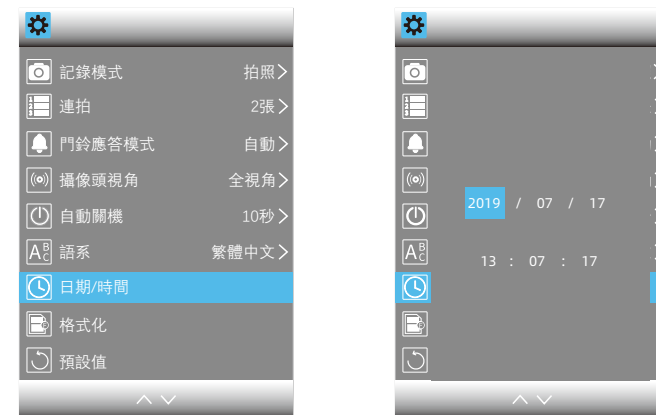 記錄模式 拍照
連拍 2張
門鈴應答模式 自動
攝像頭視角 全視角
自動關機 10秒
語系 繁體中文
日期/時間
格式化
預設值
2019 / 07 / 17
13 : 07 : 17